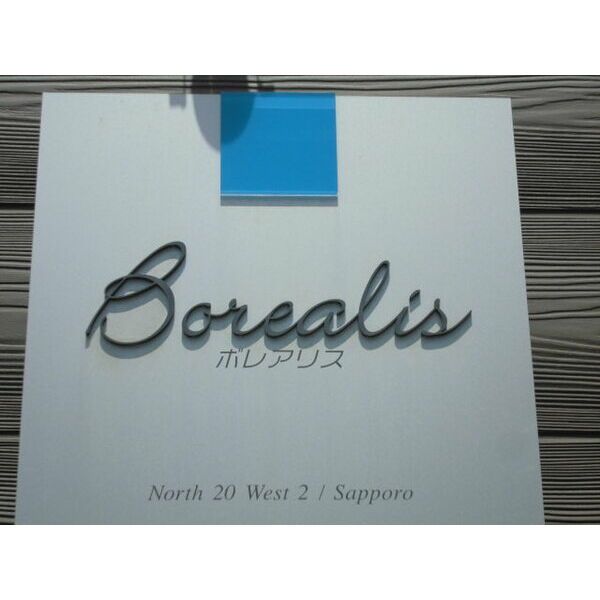 Borealis
ボレアリス
North 20 West 2 / Sapporo